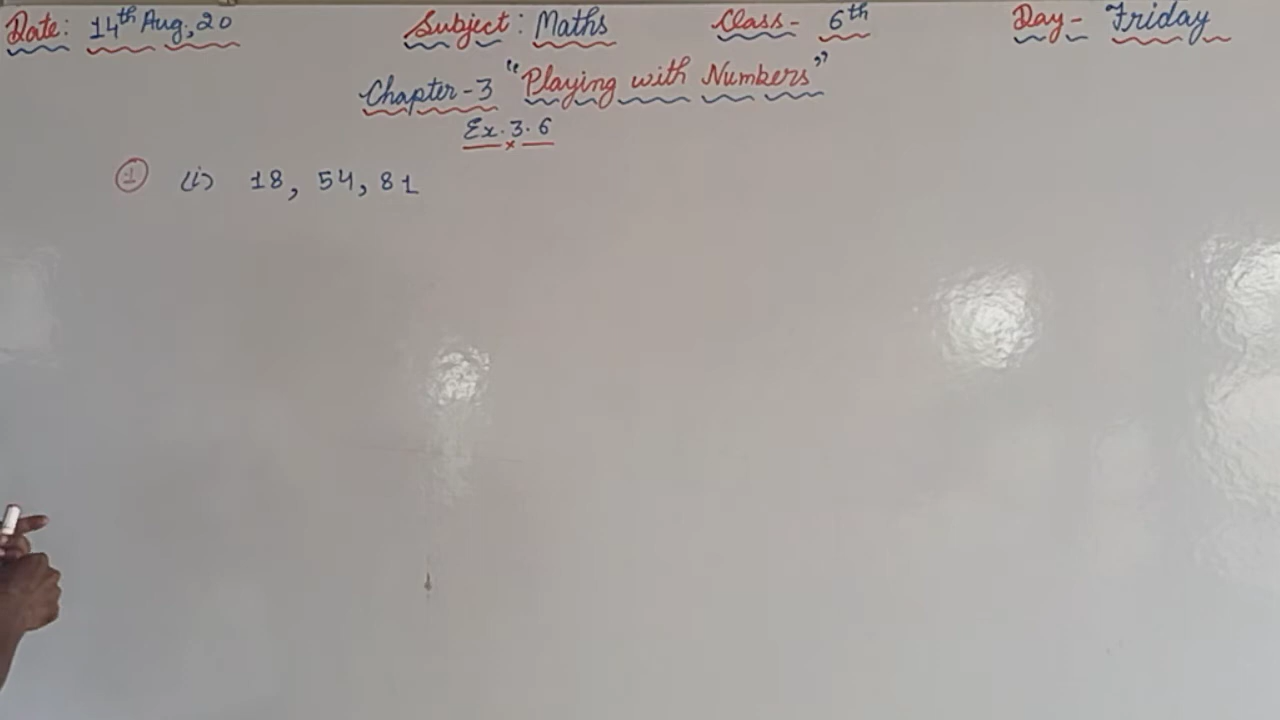 Date: 14th Aug, 20 Subject: Maths Class- 6th Day- Friday
Chapter-3 "Playing with Numbers"
Ex. 3.6
1 (i) 18, 54, 81